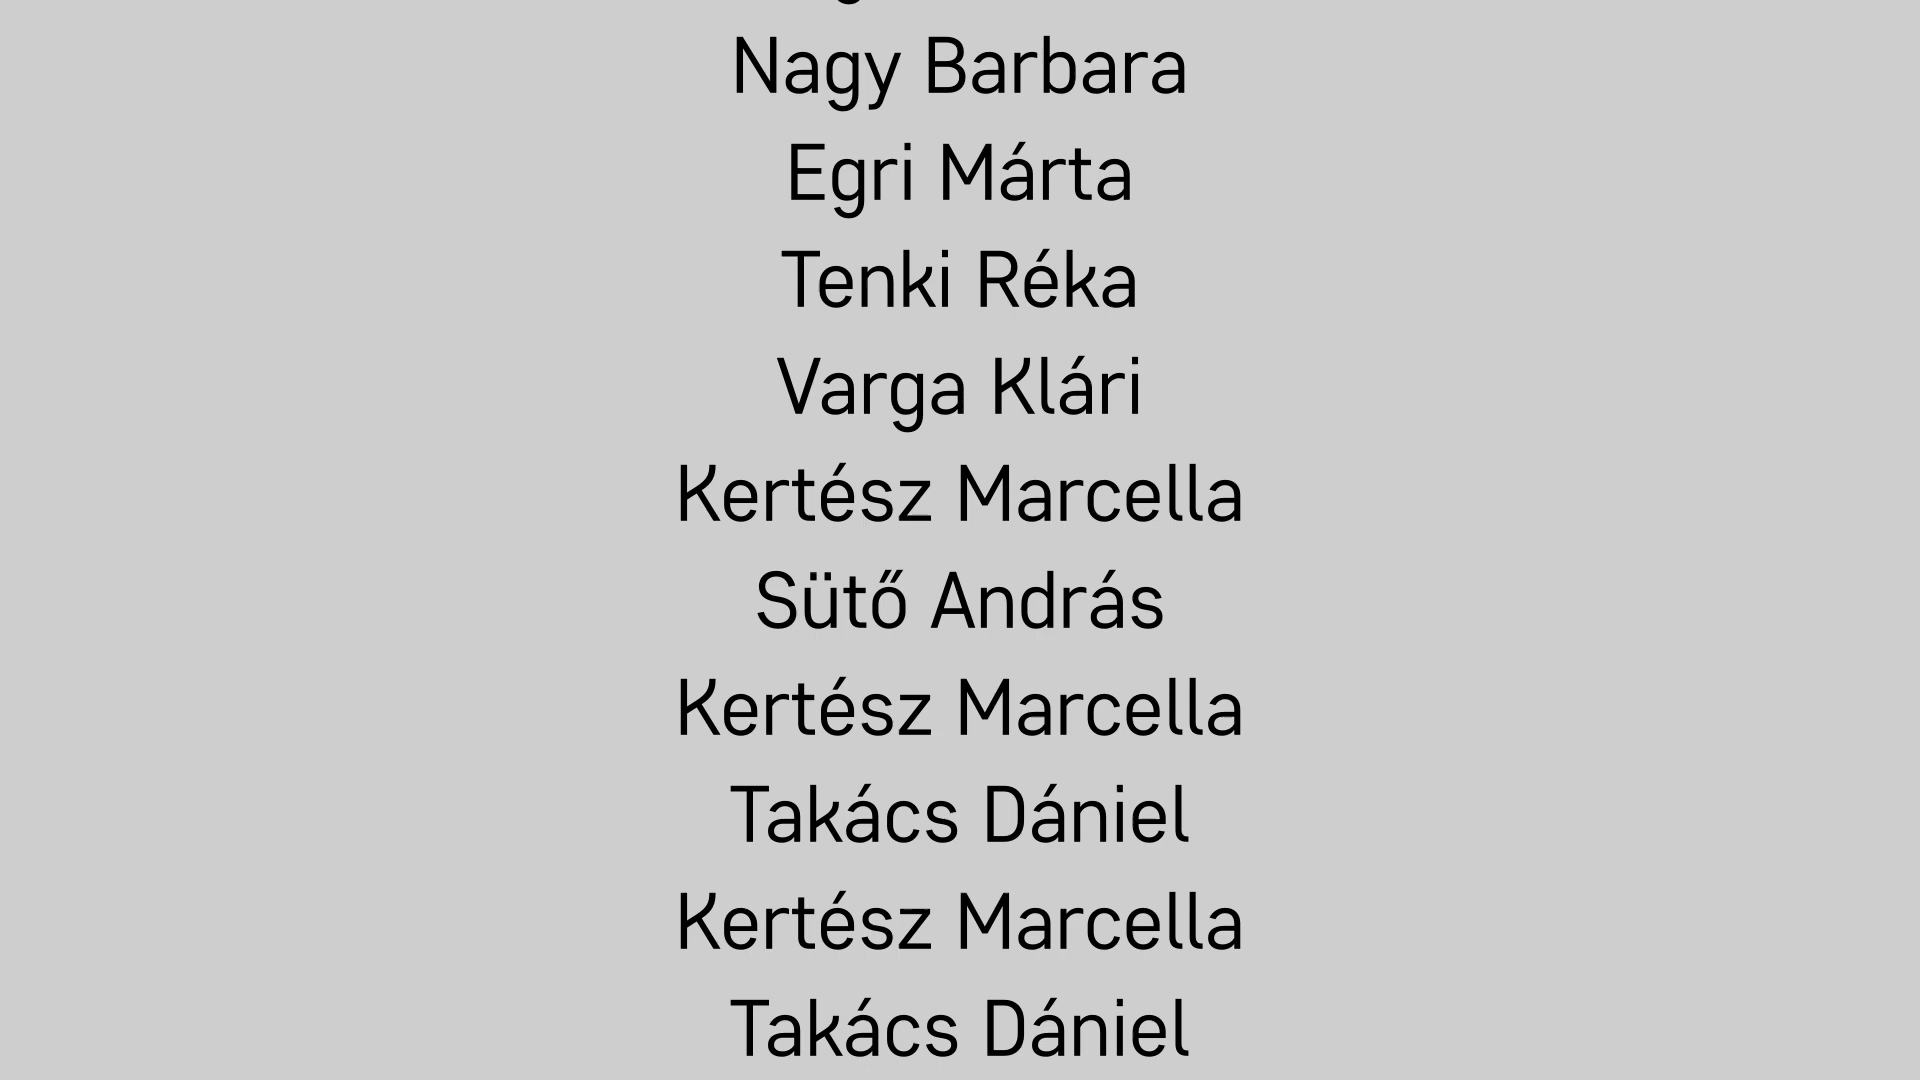 Nagy Barbara
Egri Márta
Tenki Réka
Varga Klári
Kertész Marcella
Sütő András
Kertész Marcella
Takács Dániel
Kertész Marcella
Takács Dániel